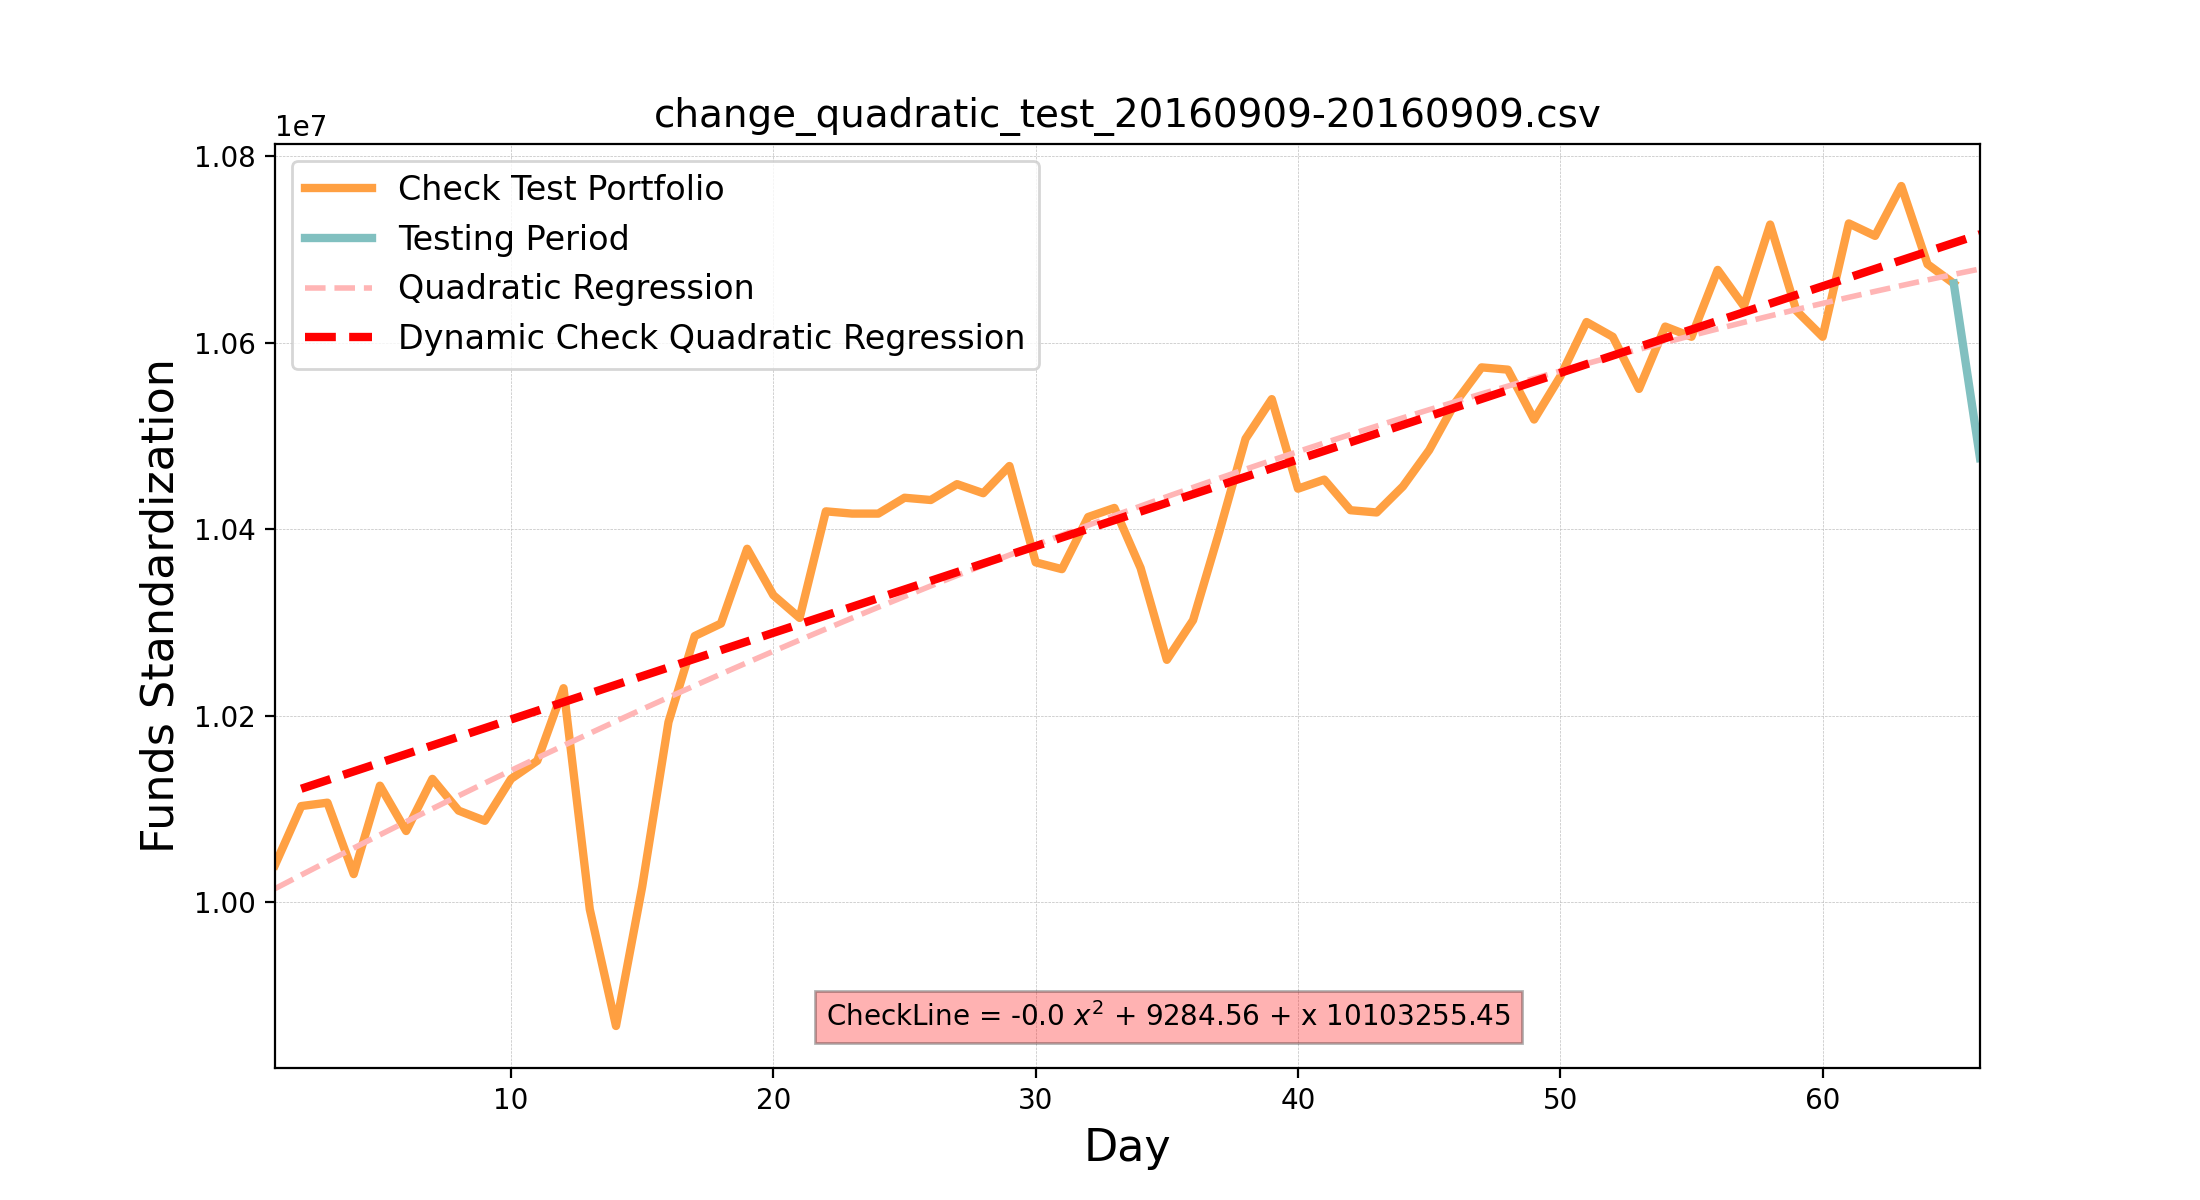 change_quadratic_test_20160909-20160909.csv
1e7
Check Test Portfolio
Testing Period
Quadratic Regression
Dynamic Check Quadratic Regression
1.08
1.06
1.04
1.02
1.00
Funds Standardization
CheckLine = -0.0 x² + 9284.56 + x 10103255.45
10 20 30 40 50 60
Day